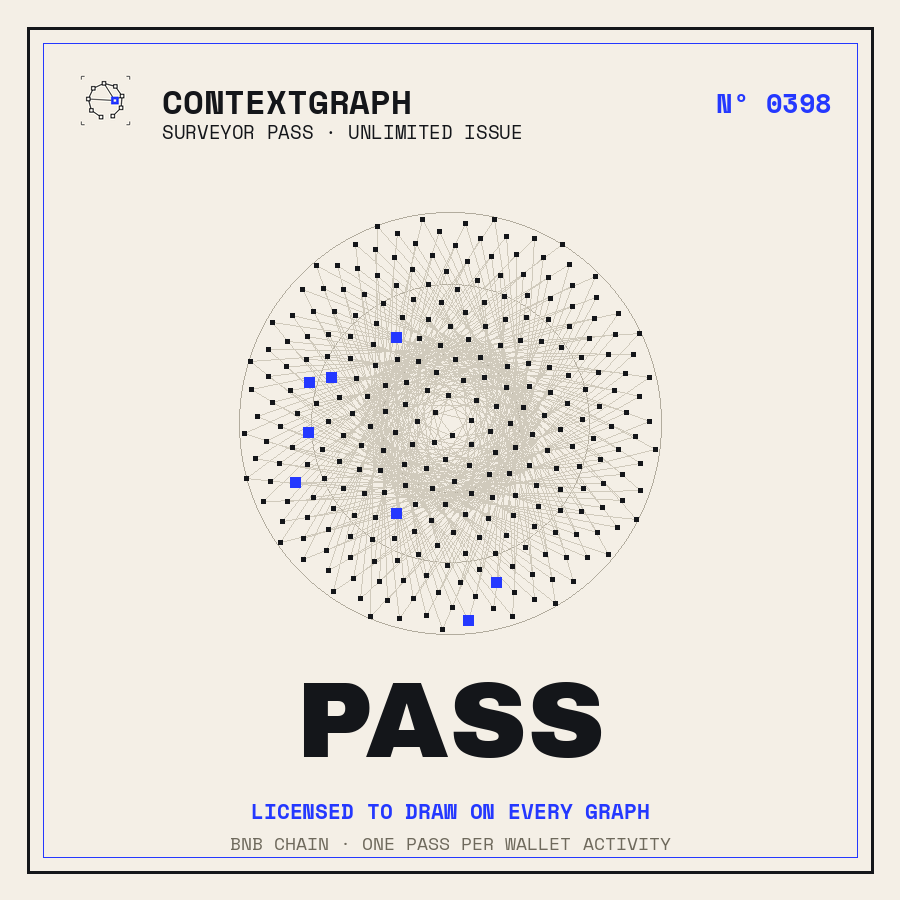 CONTEXTGRAPH
N° 0398
SURVEYOR PASS · UNLIMITED ISSUE
PASS
LICENSED TO DRAW ON EVERY GRAPH
BNB CHAIN · ONE PASS PER WALLET ACTIVITY